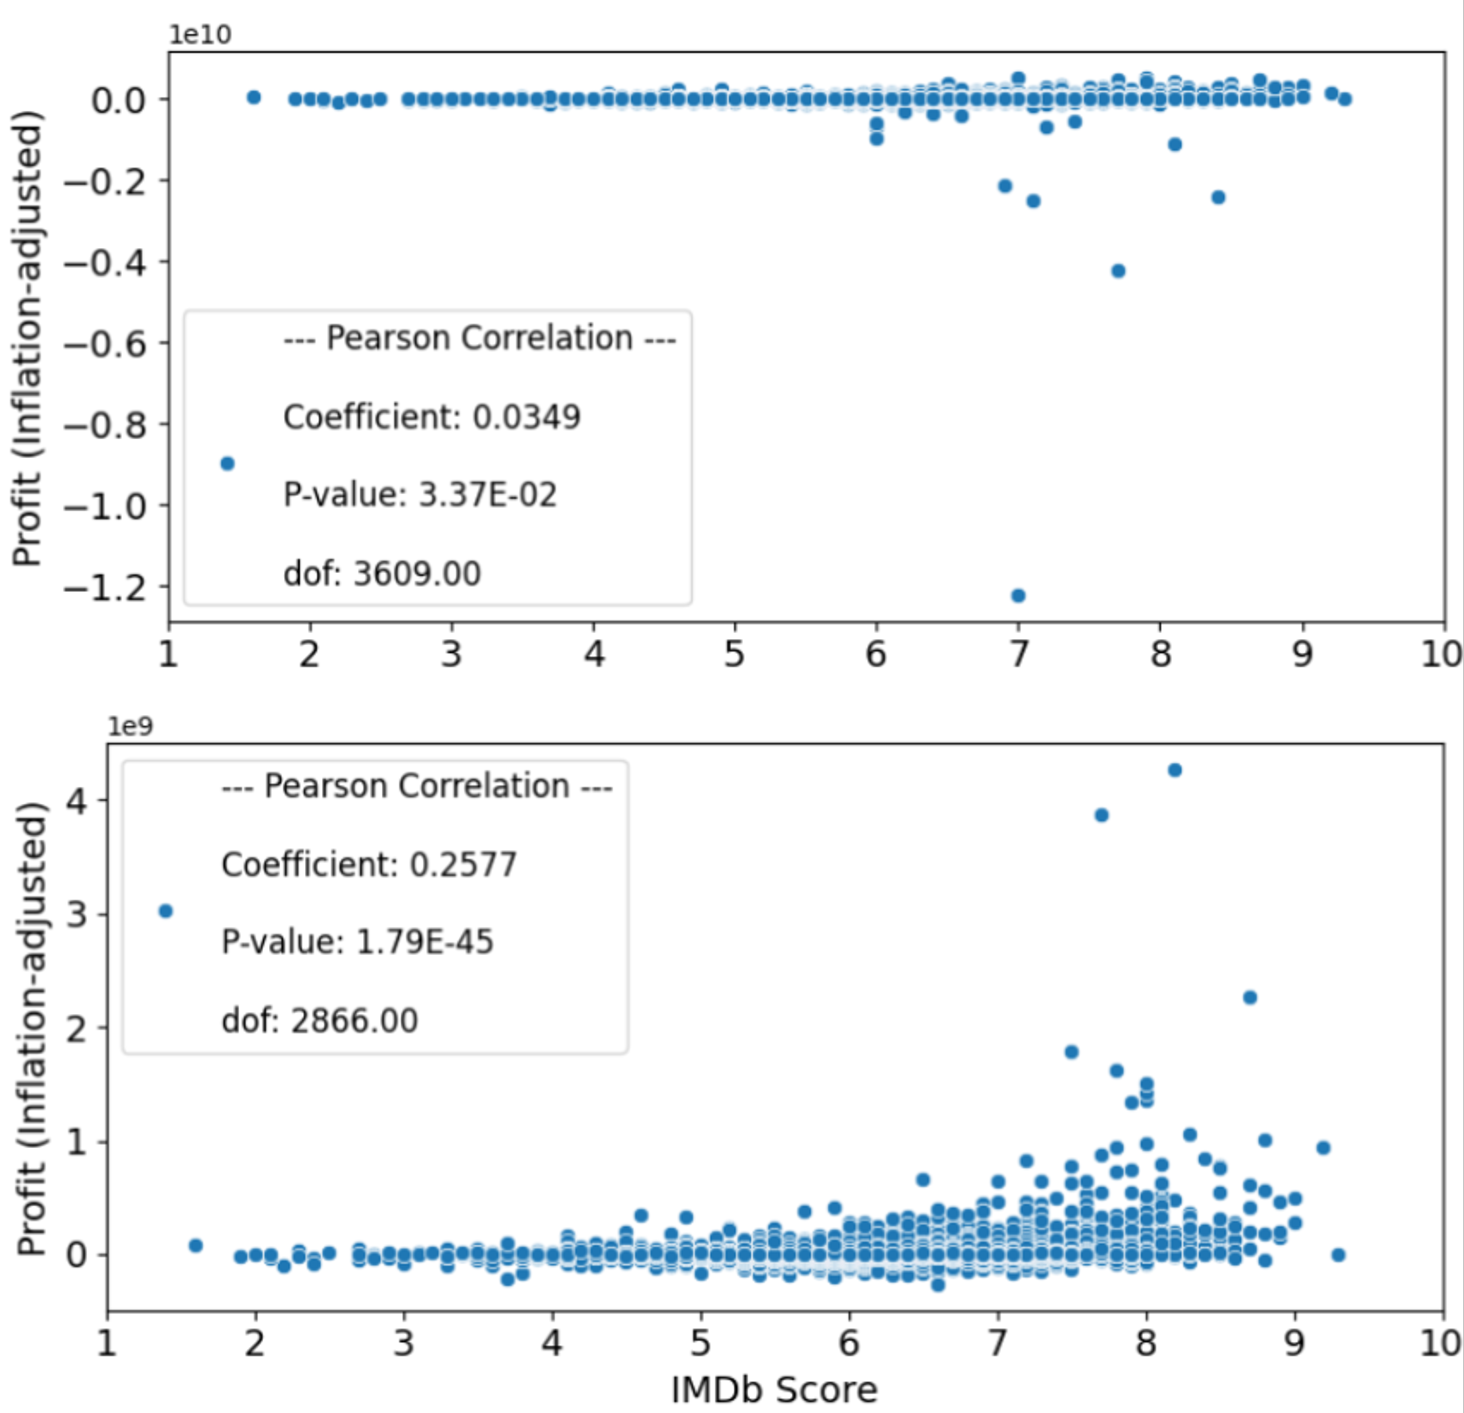 1e10
Profit (Inflation-adjusted)
0.0
−0.2
−0.4
−0.6
−0.8
−1.0
−1.2
--- Pearson Correlation ---
Coefficient: 0.0349
P-value: 3.37E-02
dof: 3609.00
1 2 3 4 5 6 7 8 9 10
1e9
Profit (Inflation-adjusted)
4
3
2
1
0
--- Pearson Correlation ---
Coefficient: 0.2577
P-value: 1.79E-45
dof: 2866.00
1 2 3 4 5 6 7 8 9 10
IMDb Score